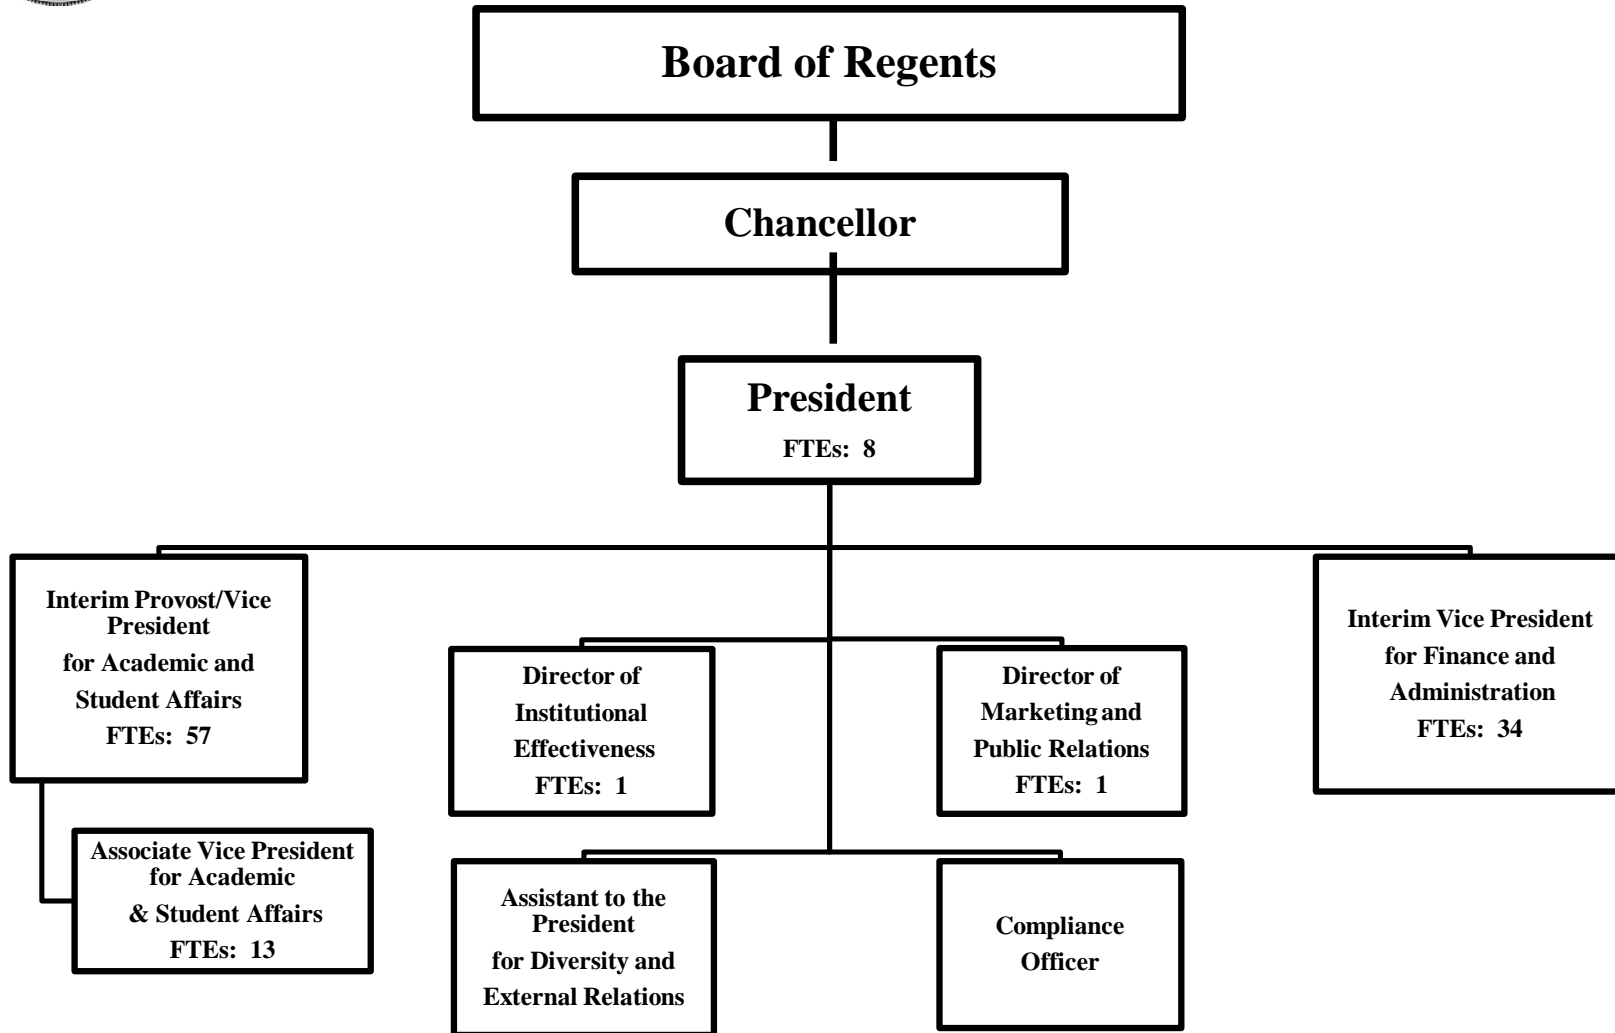 Board of Regents
Chancellor
President
FTEs: 8
Interim Provost/Vice
President
for Academic and
Student Affairs
FTEs: 57
Director of
Institutional
Effectiveness
FTEs: 1
Director of
Marketing and
Public Relations
FTEs: 1
Interim Vice President
for Finance and
Administration
FTEs: 34
Associate Vice President
for Academic
& Student Affairs
FTEs: 13
Assistant to the
President
for Diversity and
External Relations
Compliance
Officer